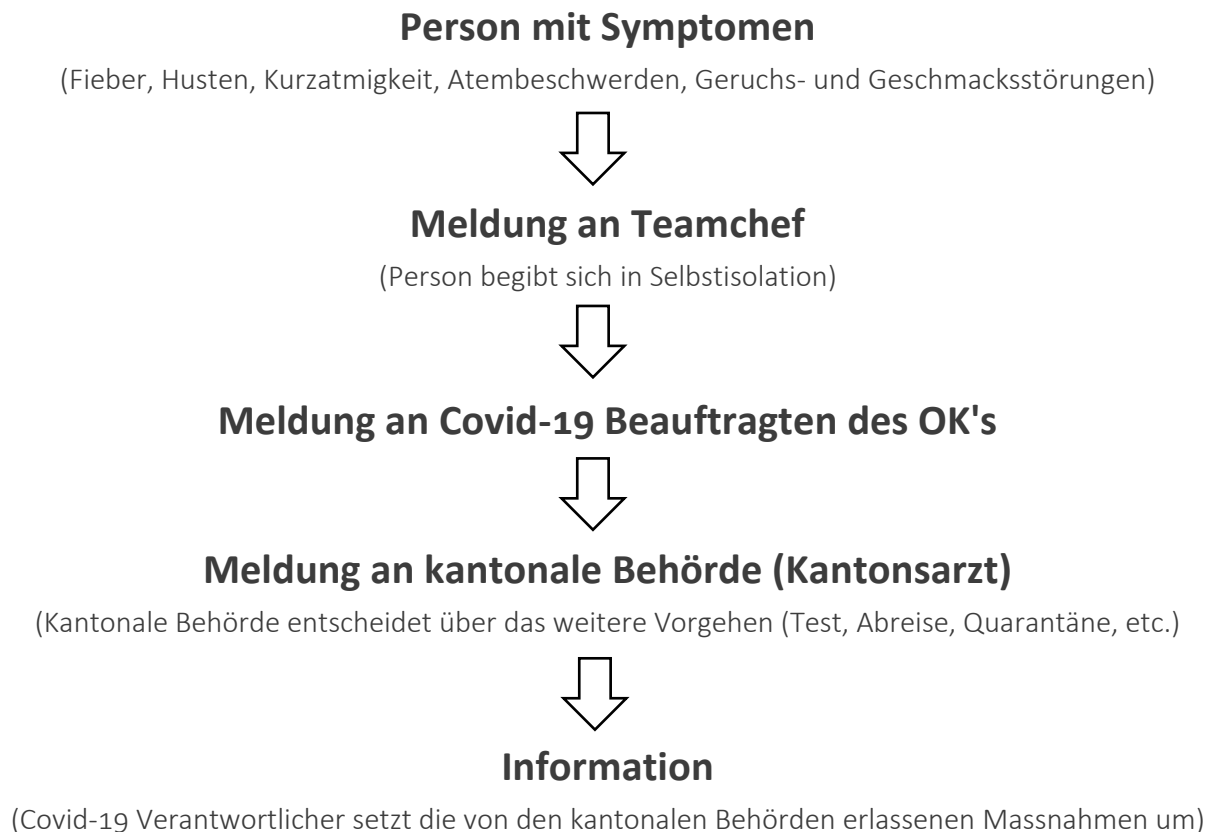 Person mit Symptomen
(Fieber, Husten, Kurzatmigkeit, Atembeschwerden, Geruchs- und Geschmacksstörungen)
Meldung an Teamchef
(Person begibt sich in Selbstisolation)
Meldung an Covid-19 Beauftragten des OK's
Meldung an kantonale Behörde (Kantonsarzt)
(Kantonale Behörde entscheidet über das weitere Vorgehen (Test, Abreise, Quarantäne, etc.)
Information
(Covid-19 Verantwortlicher setzt die von den kantonalen Behörden erlassenen Massnahmen um)